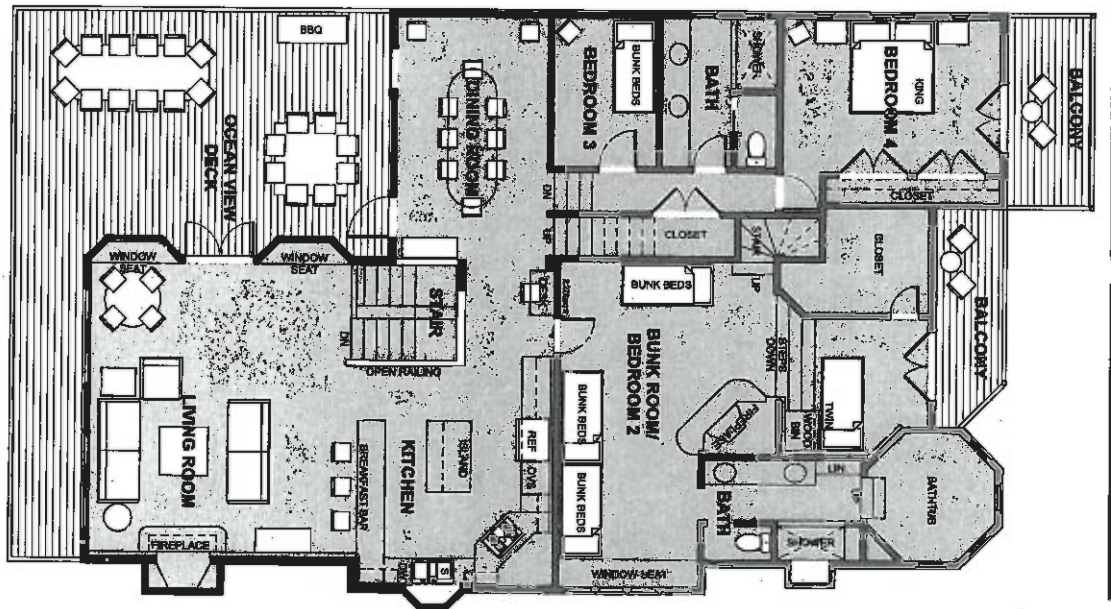 BBQ
OCEAN VIEW
DECK
WINDOW
SEAT
WINDOW
SEAT
DINING ROOM
BEDROOM 3
BUNK BEDS
BATH
SHOWER
BEDROOM 4
KING
BALCONY
CLOSET
DN
UP
CLOSET
CLOSET
BALCONY
UP
STEPS
DOWN
DESK
BUNK BEDS
BUNK ROOM/
BEDROOM 2
BUNK BEDS
BUNK BEDS
FIREPLACE
WOOD
BIN
TWIN
STAIR
DN
OPEN RAILING
LIVING ROOM
FIREPLACE
BREAKFAST BAR
KITCHEN
ISLAND
REF
OVS
BATH
LIN
UP
BATHTUB
SHOWER
WINDOW SEAT